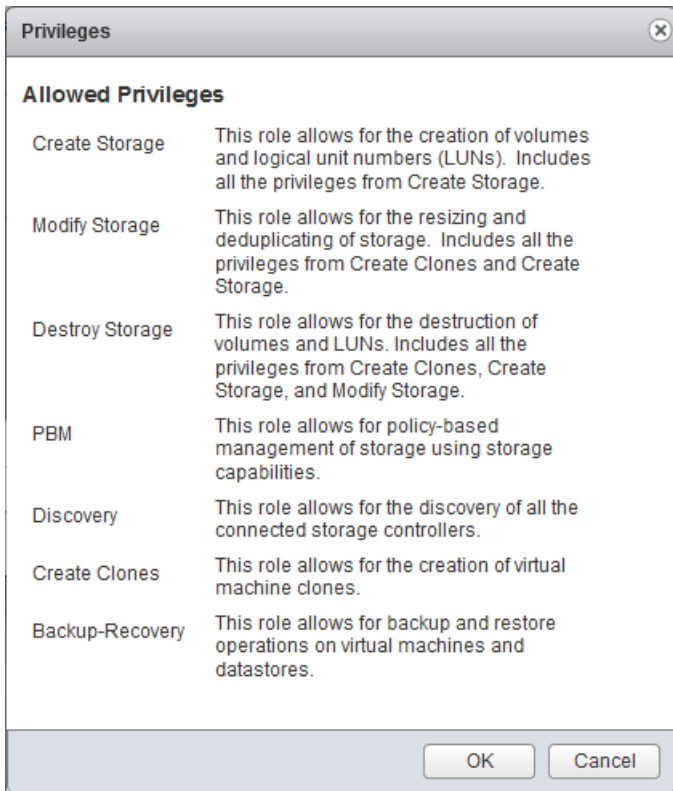 Privileges
Allowed Privileges
Create Storage
This role allows for the creation of volumes
and logical unit numbers (LUNs).  Includes
all the privileges from Create Storage.
Modify Storage
This role allows for the resizing and
deduplicating of storage.  Includes all the
privileges from Create Clones and Create
Storage.
Destroy Storage
This role allows for the destruction of
volumes and LUNs. Includes all the
privileges from Create Clones, Create
Storage, and Modify Storage.
PBM
This role allows for policy-based
management of storage using storage
capabilities.
Discovery
This role allows for the discovery of all the
connected storage controllers.
Create Clones
This role allows for the creation of virtual
machine clones.
Backup-Recovery
This role allows for backup and restore
operations on virtual machines and
datastores.
OK
Cancel